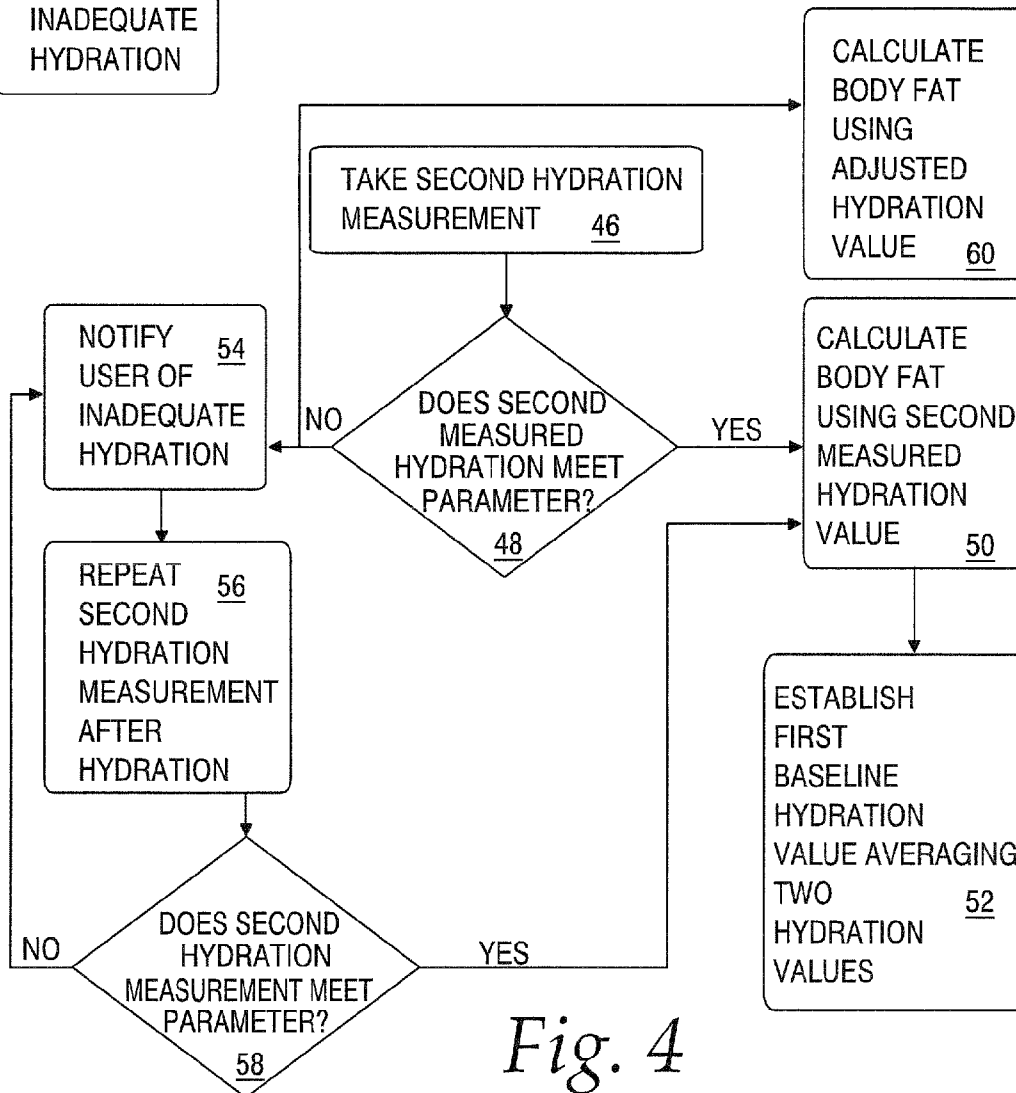 INADEQUATE
HYDRATION
CALCULATE
BODY FAT
USING
ADJUSTED
HYDRATION
VALUE 60
TAKE SECOND HYDRATION
MEASUREMENT 46
NOTIFY 54
USER OF
INADEQUATE
HYDRATION
NO
DOES SECOND
MEASURED
HYDRATION MEET
PARAMETER?
48
YES
CALCULATE
BODY FAT
USING SECOND
MEASURED
HYDRATION
VALUE 50
REPEAT 56
SECOND
HYDRATION
MEASUREMENT
AFTER
HYDRATION
ESTABLISH
FIRST
BASELINE
HYDRATION
VALUE AVERAGING
TWO 52
HYDRATION
VALUES
NO
DOES SECOND
HYDRATION
MEASUREMENT MEET
PARAMETER?
58
YES
Fig. 4